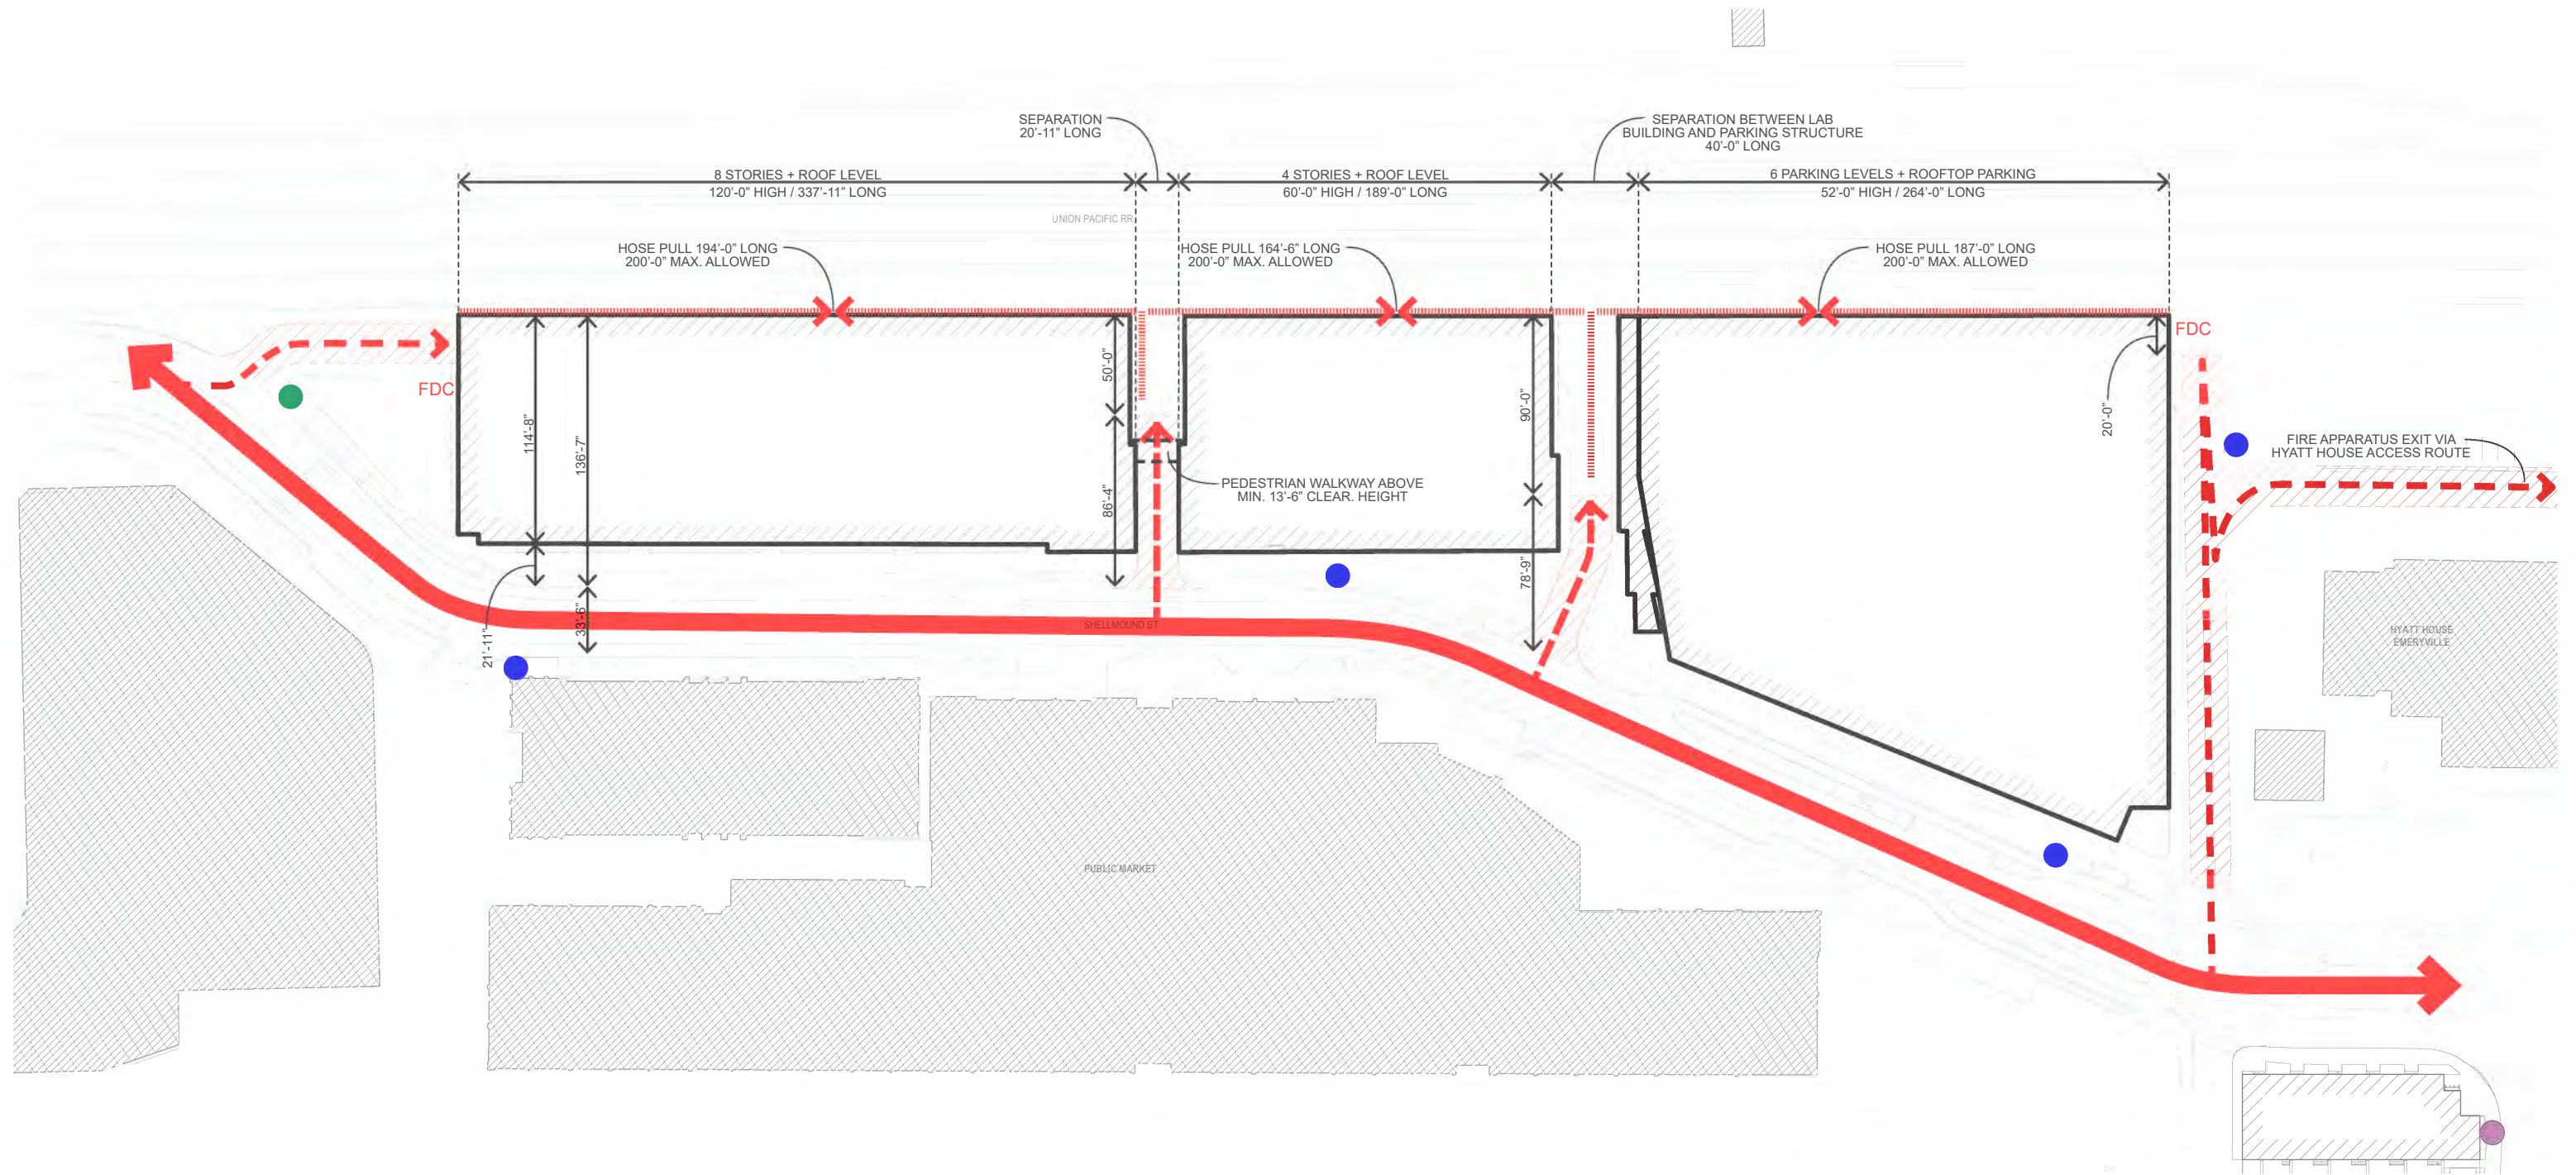 SEPARATION
20'-11" LONG
SEPARATION BETWEEN LAB
BUILDING AND PARKING STRUCTURE
40'-0" LONG
8 STORIES + ROOF LEVEL
120'-0" HIGH / 337'-11" LONG
4 STORIES + ROOF LEVEL
60'-0" HIGH / 189'-0" LONG
6 PARKING LEVELS + ROOFTOP PARKING
52'-0" HIGH / 264'-0" LONG
UNION PACIFIC RR
HOSE PULL 194'-0" LONG
200'-0" MAX. ALLOWED
HOSE PULL 164'-6" LONG
200'-0" MAX. ALLOWED
HOSE PULL 187'-0" LONG
200'-0" MAX. ALLOWED
FDC
FDC
114'-8"
136'-7"
50'-0"
86'-4"
90'-0"
78'-9"
20'-0"
21'-11"
33'-6"
PEDESTRIAN WALKWAY ABOVE
MIN. 13'-6" CLEAR. HEIGHT
FIRE APPARATUS EXIT VIA
HYATT HOUSE ACCESS ROUTE
SHELLMOUND ST
HYATT HOUSE
EMERYVILLE
PUBLIC MARKET